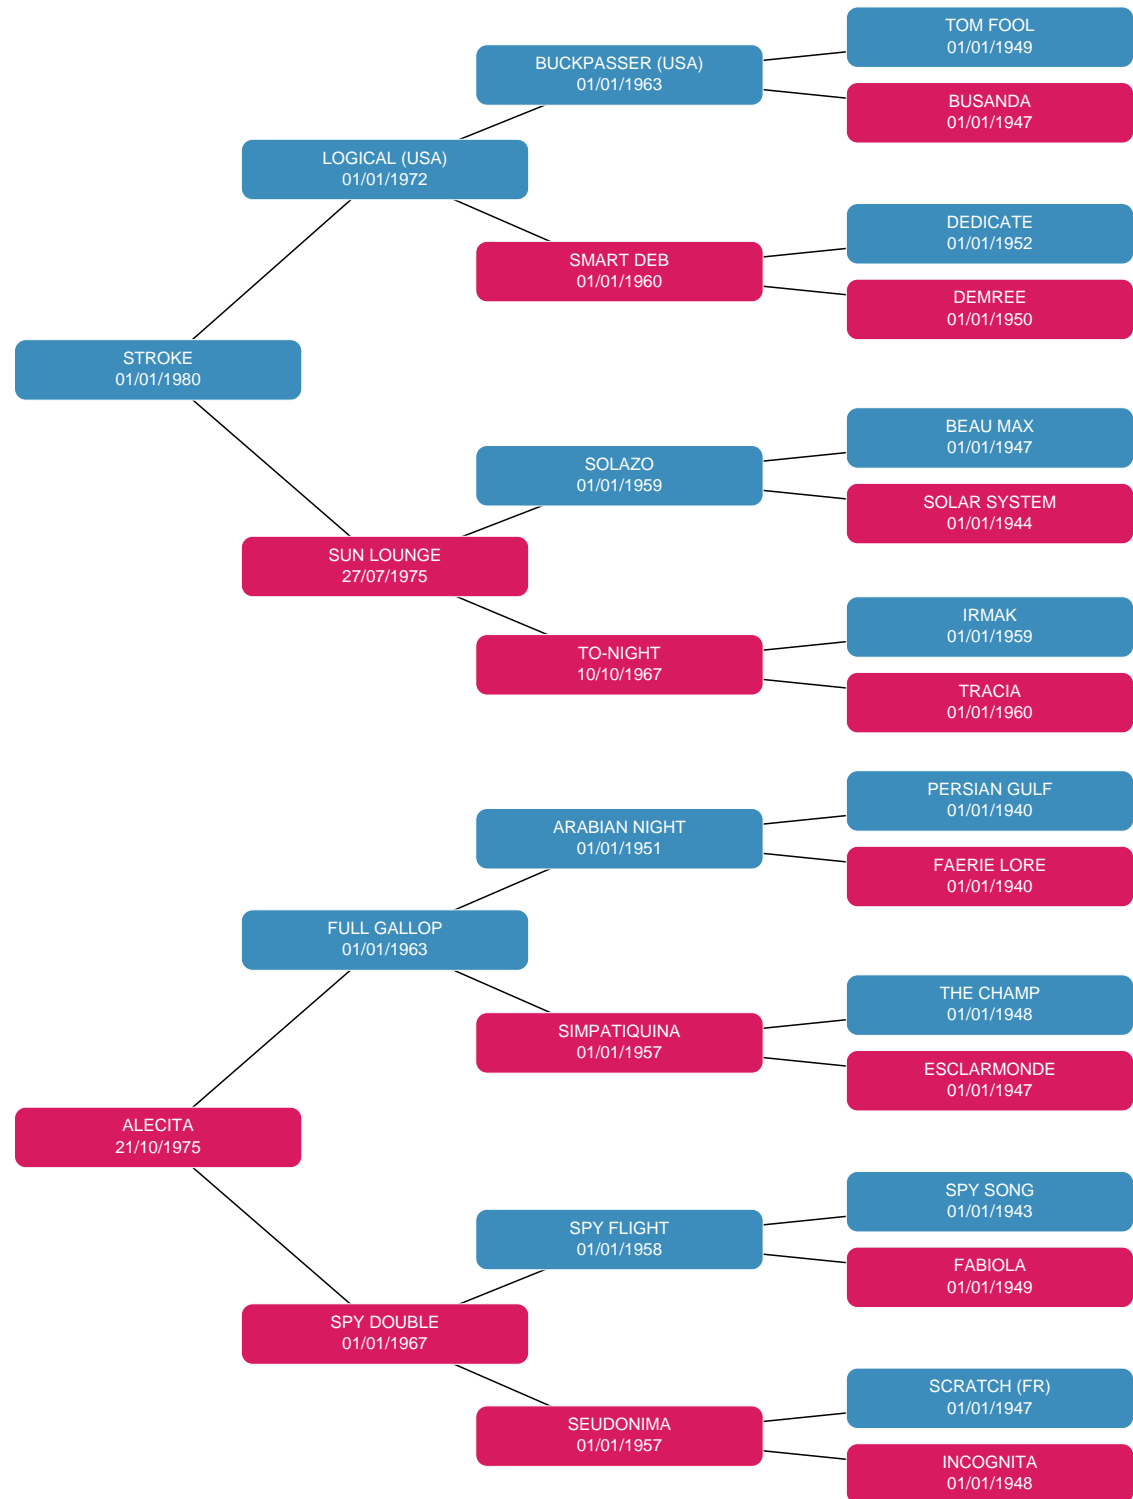 TOM FOOL
01/01/1949
BUCKPASSER (USA)
01/01/1963
BUSANDA
01/01/1947
LOGICAL (USA)
01/01/1972
DEDICATE
01/01/1952
SMART DEB
01/01/1960
DEMREE
01/01/1950
STROKE
01/01/1980
BEAU MAX
01/01/1947
SOLAZO
01/01/1959
SOLAR SYSTEM
01/01/1944
SUN LOUNGE
27/07/1975
IRMAK
01/01/1959
TO-NIGHT
10/10/1967
TRACIA
01/01/1960
PERSIAN GULF
01/01/1940
ARABIAN NIGHT
01/01/1951
FAERIE LORE
01/01/1940
FULL GALLOP
01/01/1963
THE CHAMP
01/01/1948
SIMPATIQUINA
01/01/1957
ESCLARMONDE
01/01/1947
ALECITA
21/10/1975
SPY SONG
01/01/1943
SPY FLIGHT
01/01/1958
FABIOLA
01/01/1949
SPY DOUBLE
01/01/1967
SCRATCH (FR)
01/01/1947
SEUDONIMA
01/01/1957
INCOGNITA
01/01/1948